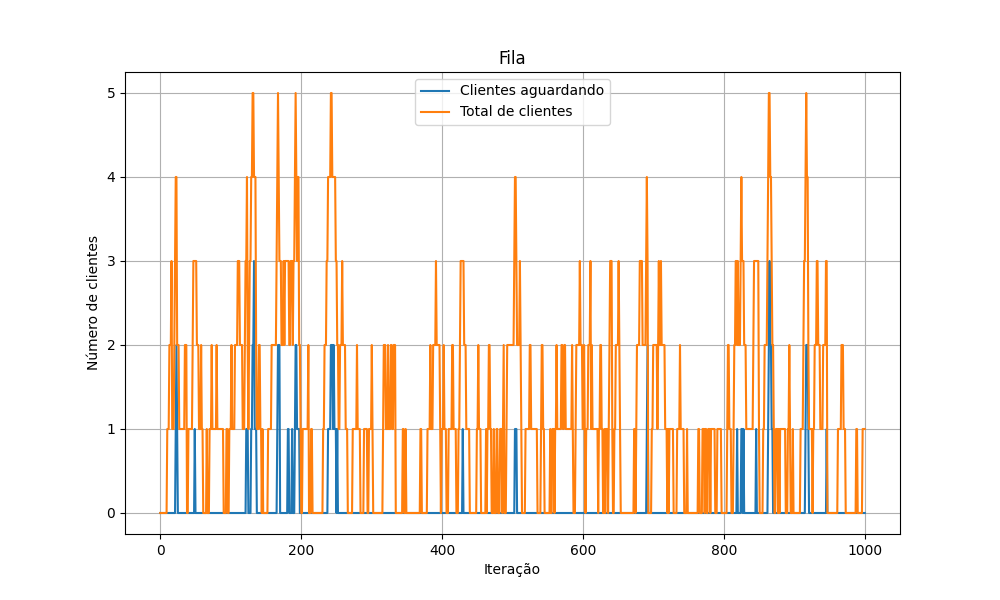 Fila
Clientes aguardando
Total de clientes
Número de clientes
5
4
3
2
1
0
0 200 400 600 800 1000
Iteração